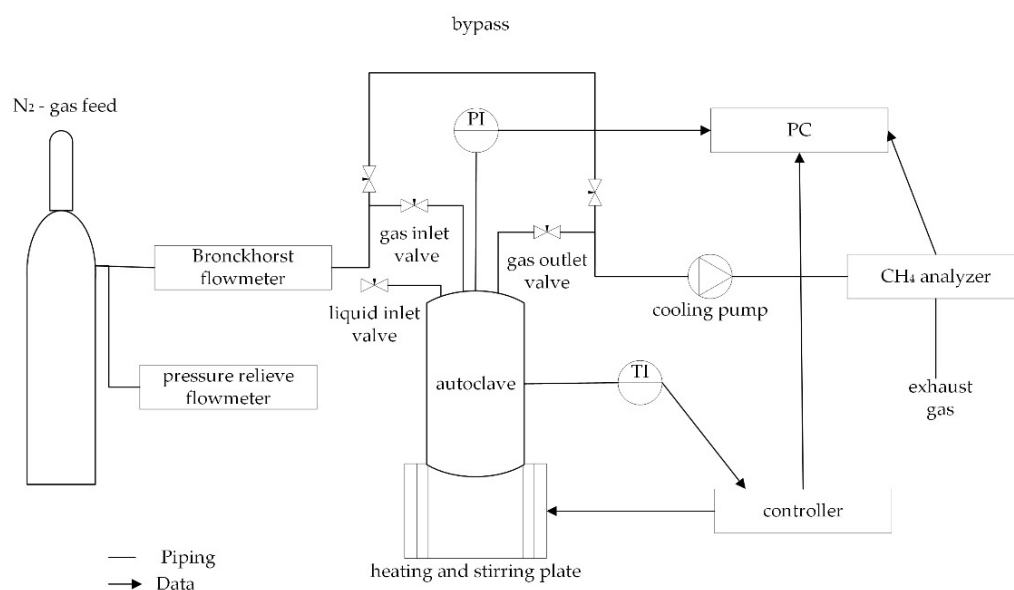 bypass
N₂ - gas feed
PI
PC
gas inlet
valve
Bronckhorst
flowmeter
gas outlet
valve
CH₄ analyzer
liquid inlet
valve
cooling pump
pressure relieve
flowmeter
autoclave
TI
exhaust
gas
controller
Piping
Data
heating and stirring plate